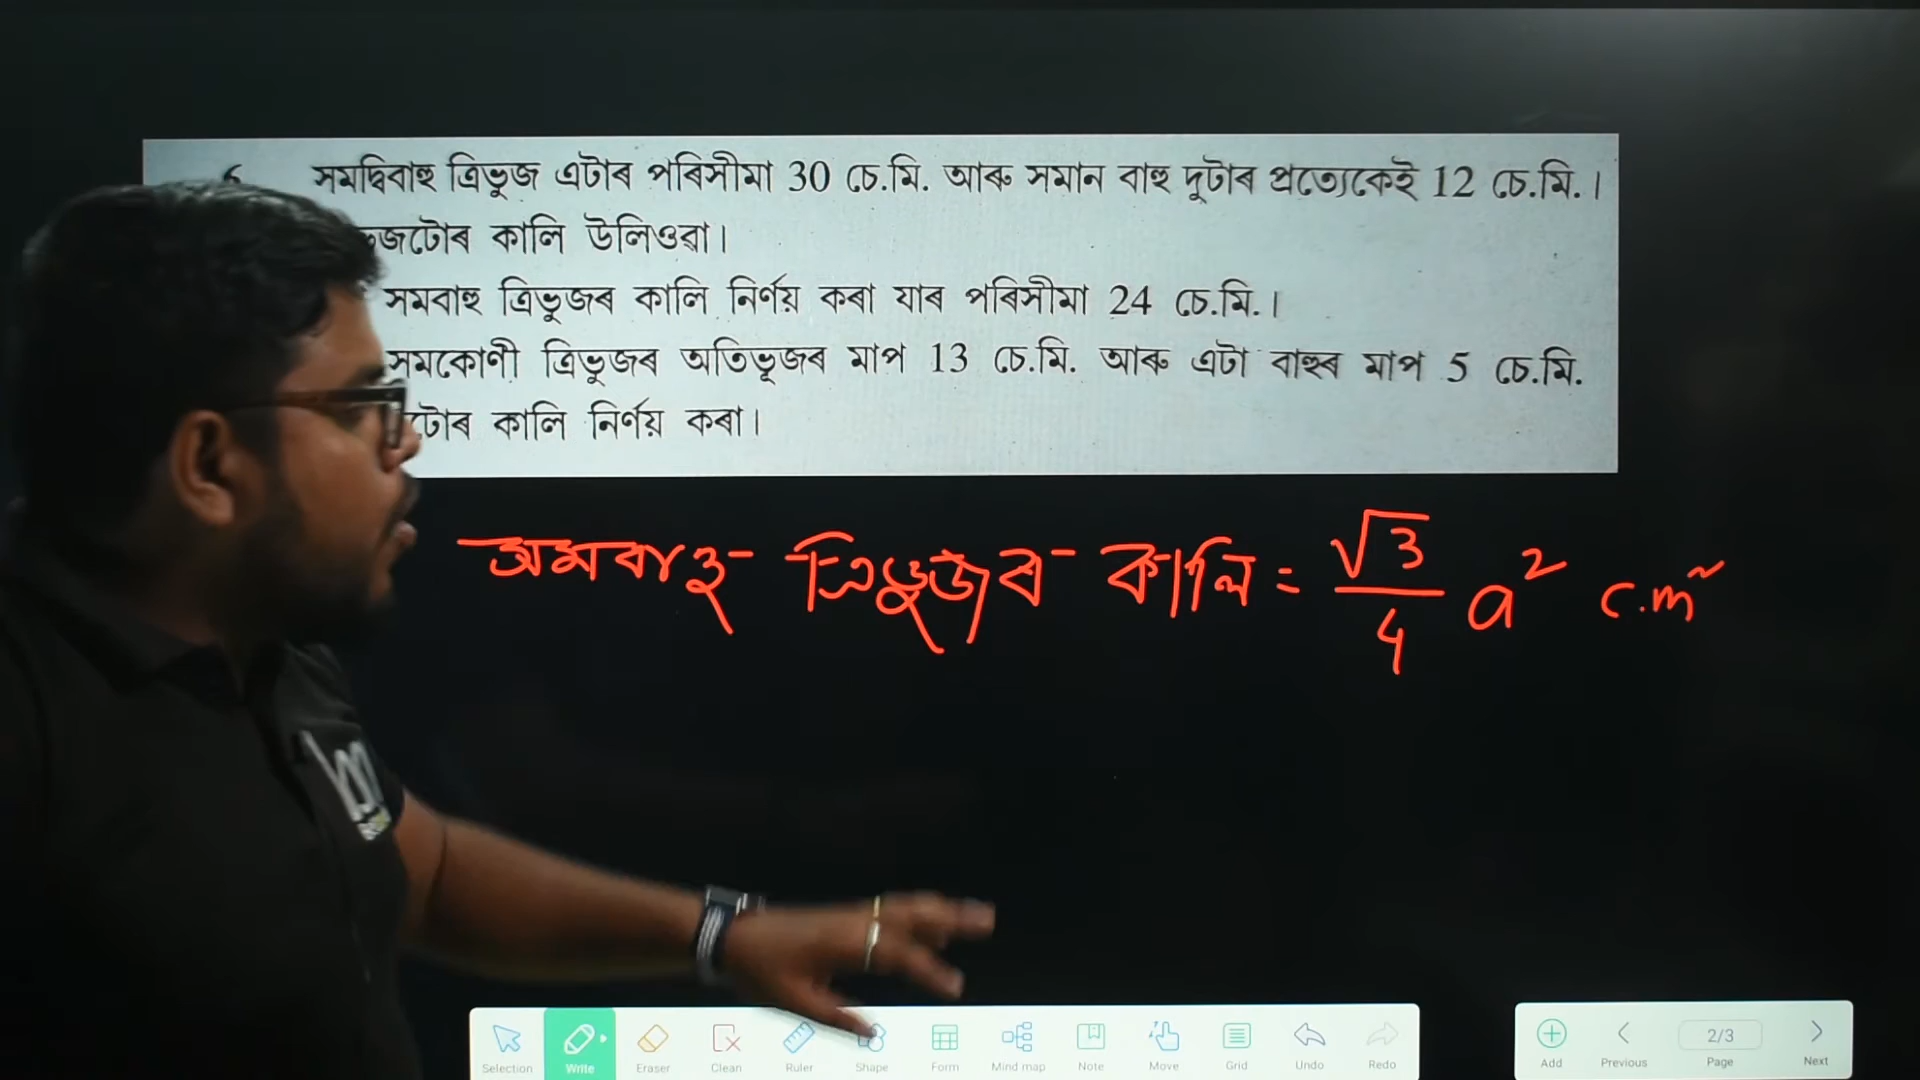 সমদ্বিবাহু ত্ৰিভুজ এটাৰ পৰিসীমা 30 চে.মি. আৰু সমান বাহু দুটাৰ প্ৰত্যেকেই 12 চে.মি.।
কালি উলিওৱা।
সমবাহু ত্ৰিভুজৰ কালি নিৰ্ণয় কৰা যাৰ পৰিসীমা 24 চে.মি.।
সমকোণী ত্ৰিভুজৰ অতিভূজৰ মাপ 13 চে.মি. আৰু এটা বাহুৰ মাপ 5 চে.মি.
কালি নিৰ্ণয় কৰা।
সমবাহু ত্ৰিভুজৰ কালি = √3/4 a² c.m²
Selection Write Eraser Clean Ruler Shape Form Mind map Note Move Grid Undo Redo
Add Previous 2/3 Page Next